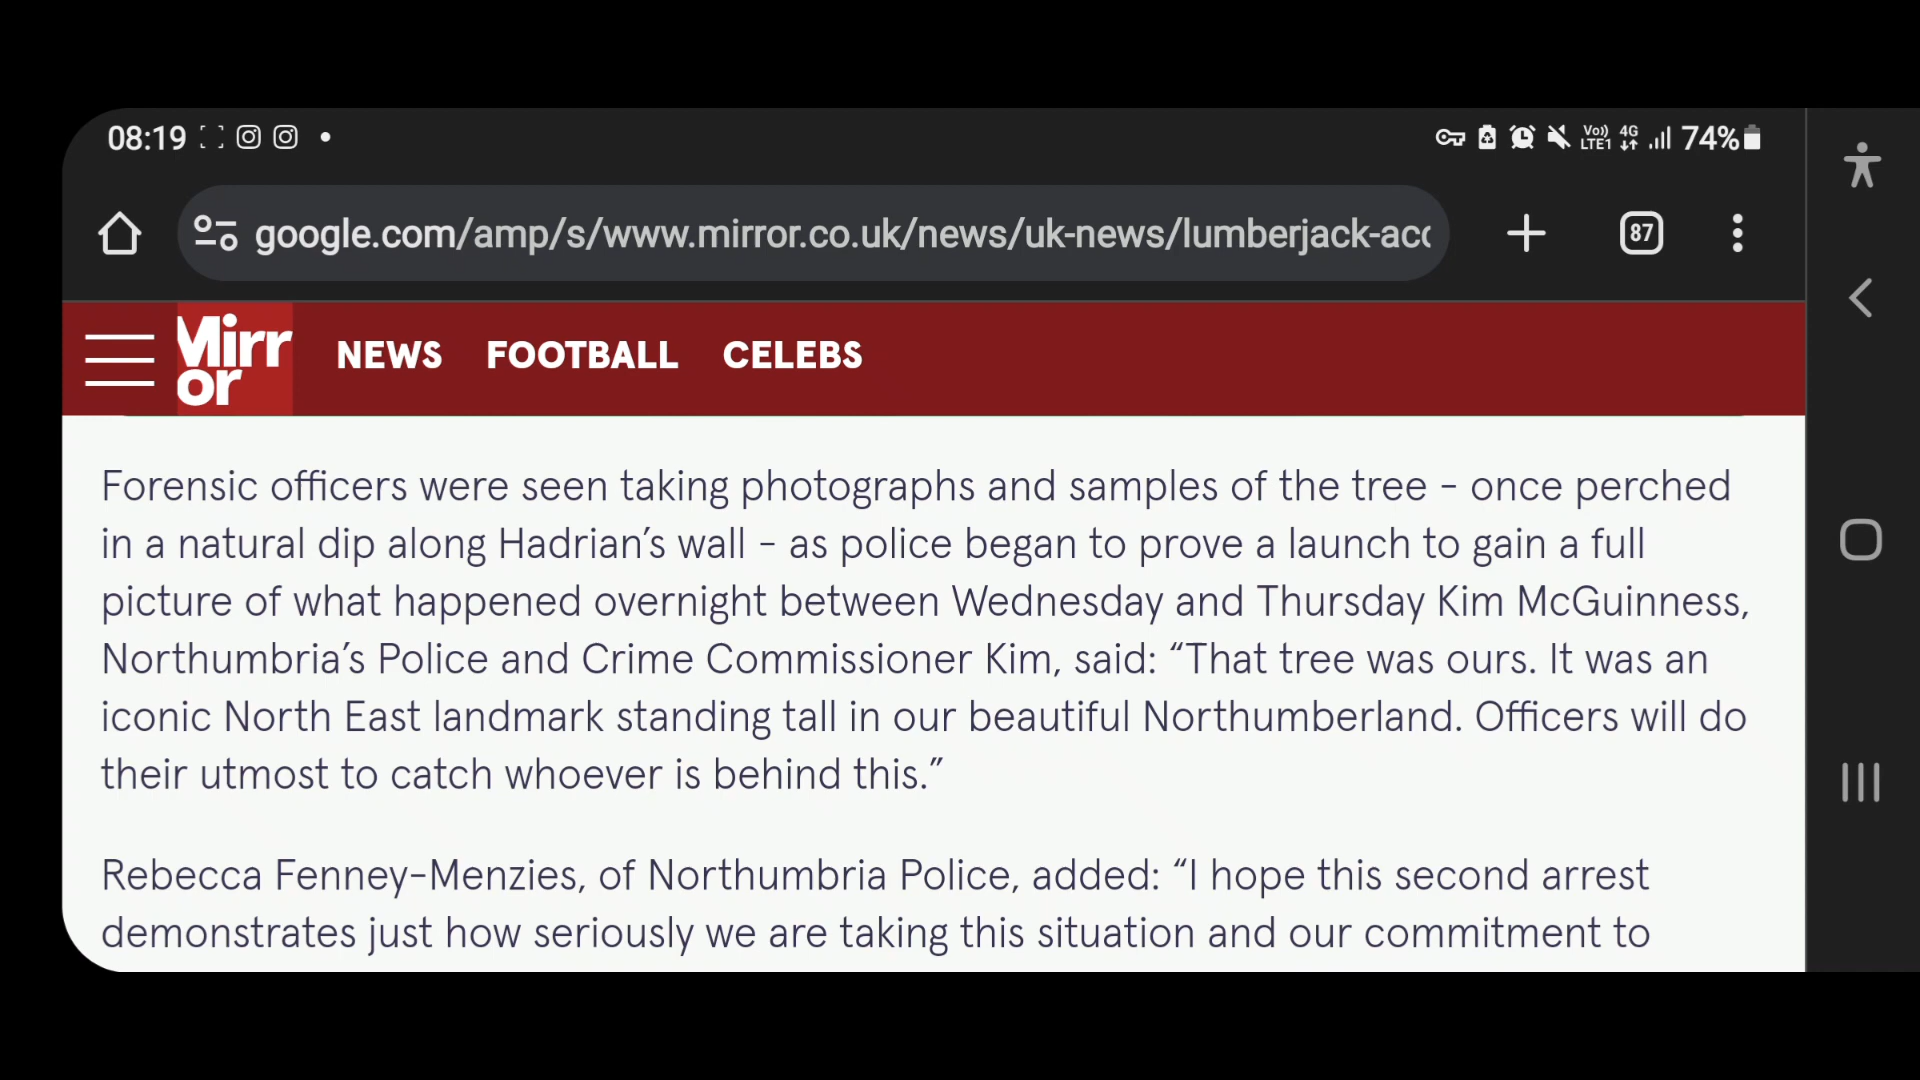 08:19
Vo)) LTE1 4G 74%
google.com/amp/s/www.mirror.co.uk/news/uk-news/lumberjack-acc
87
Mirr
or
NEWS FOOTBALL CELEBS
Forensic officers were seen taking photographs and samples of the tree - once perched
in a natural dip along Hadrian’s wall - as police began to prove a launch to gain a full
picture of what happened overnight between Wednesday and Thursday Kim McGuinness,
Northumbria’s Police and Crime Commissioner Kim, said: “That tree was ours. It was an
iconic North East landmark standing tall in our beautiful Northumberland. Officers will do
their utmost to catch whoever is behind this.”
Rebecca Fenney-Menzies, of Northumbria Police, added: “I hope this second arrest
demonstrates just how seriously we are taking this situation and our commitment to